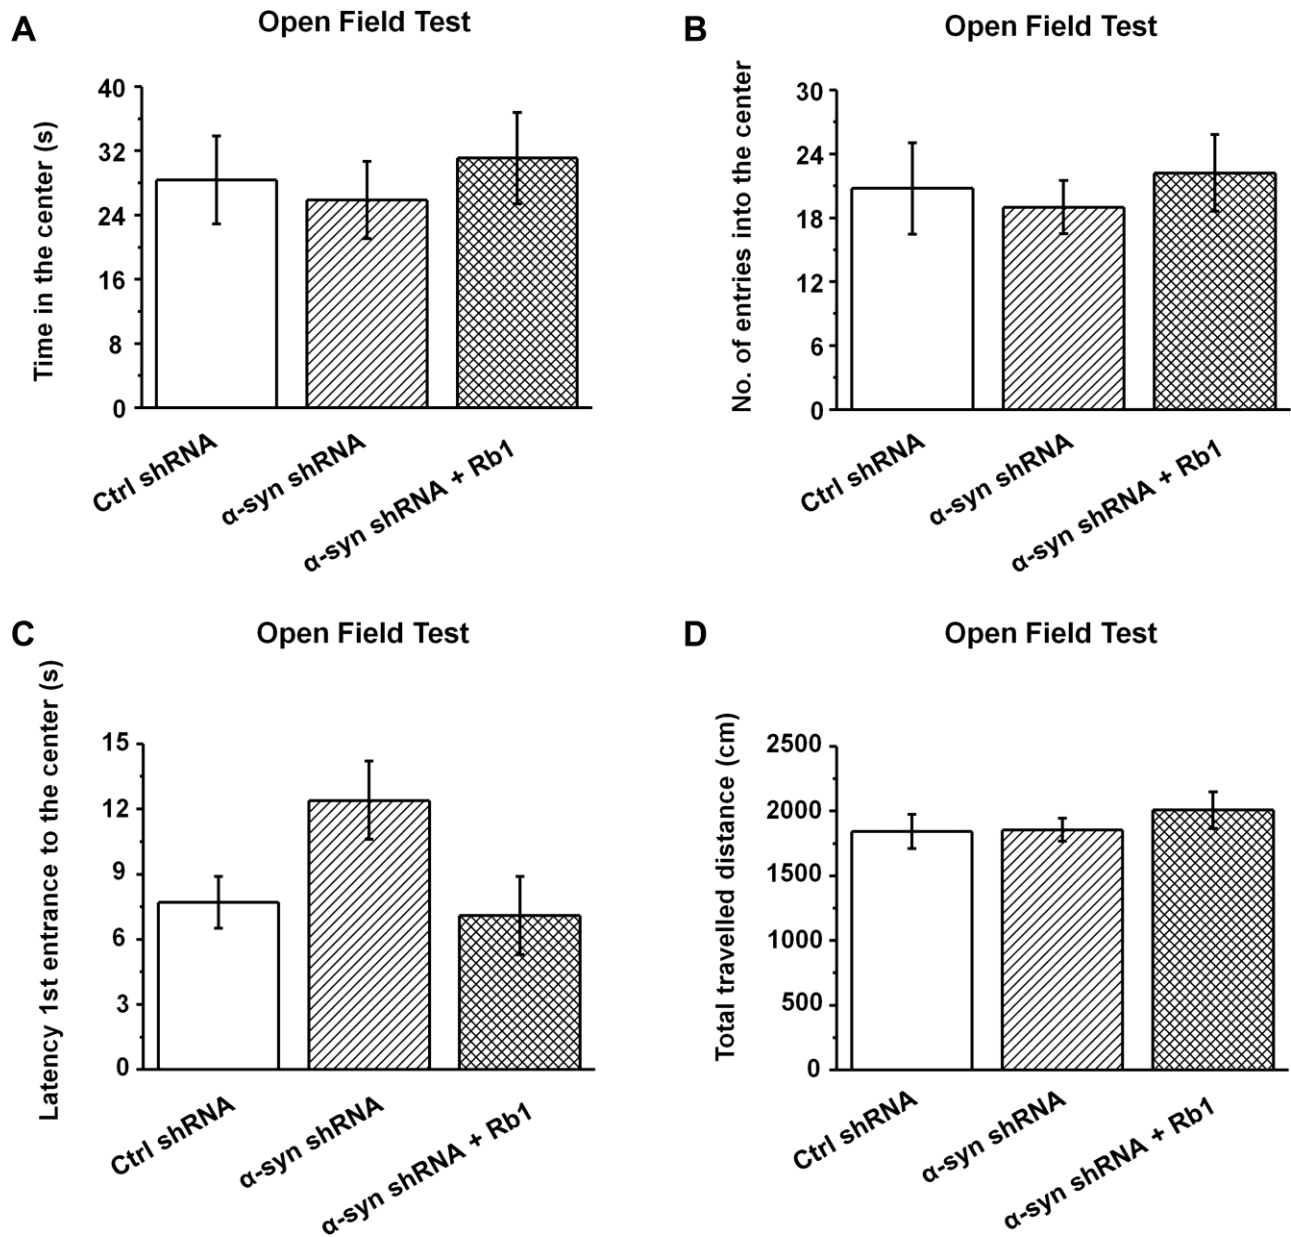 A
Open Field Test
Time in the center (s)
40
32
24
16
8
0
Ctrl shRNA
α-syn shRNA
α-syn shRNA + Rb1
B
Open Field Test
No. of entries into the center
30
24
18
12
6
0
Ctrl shRNA
α-syn shRNA
α-syn shRNA + Rb1
C
Open Field Test
Latency 1st entrance to the center (s)
15
12
9
6
3
0
Ctrl shRNA
α-syn shRNA
α-syn shRNA + Rb1
D
Open Field Test
Total travelled distance (cm)
2500
2000
1500
1000
500
0
Ctrl shRNA
α-syn shRNA
α-syn shRNA + Rb1